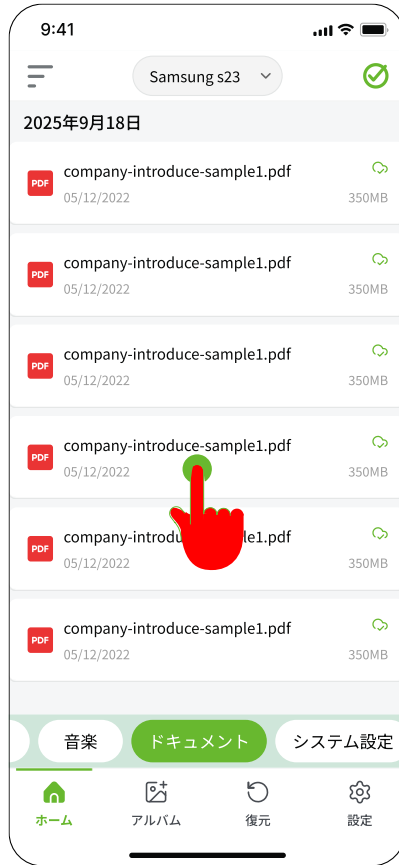 9:41
Samsung s23
2025年9月18日
company-introduce-sample1.pdf
PDF
05/12/2022
350MB
company-introduce-sample1.pdf
PDF
05/12/2022
350MB
company-introduce-sample1.pdf
PDF
05/12/2022
350MB
company-introduce-sample1.pdf
PDF
05/12/2022
350MB
PDF
05/12/2022
350MB
company-introduce-sample1.pdf
PDF
05/12/2022
350MB
音楽
ドキュメント
システム設定
ホーム
アルバム
復元
設定